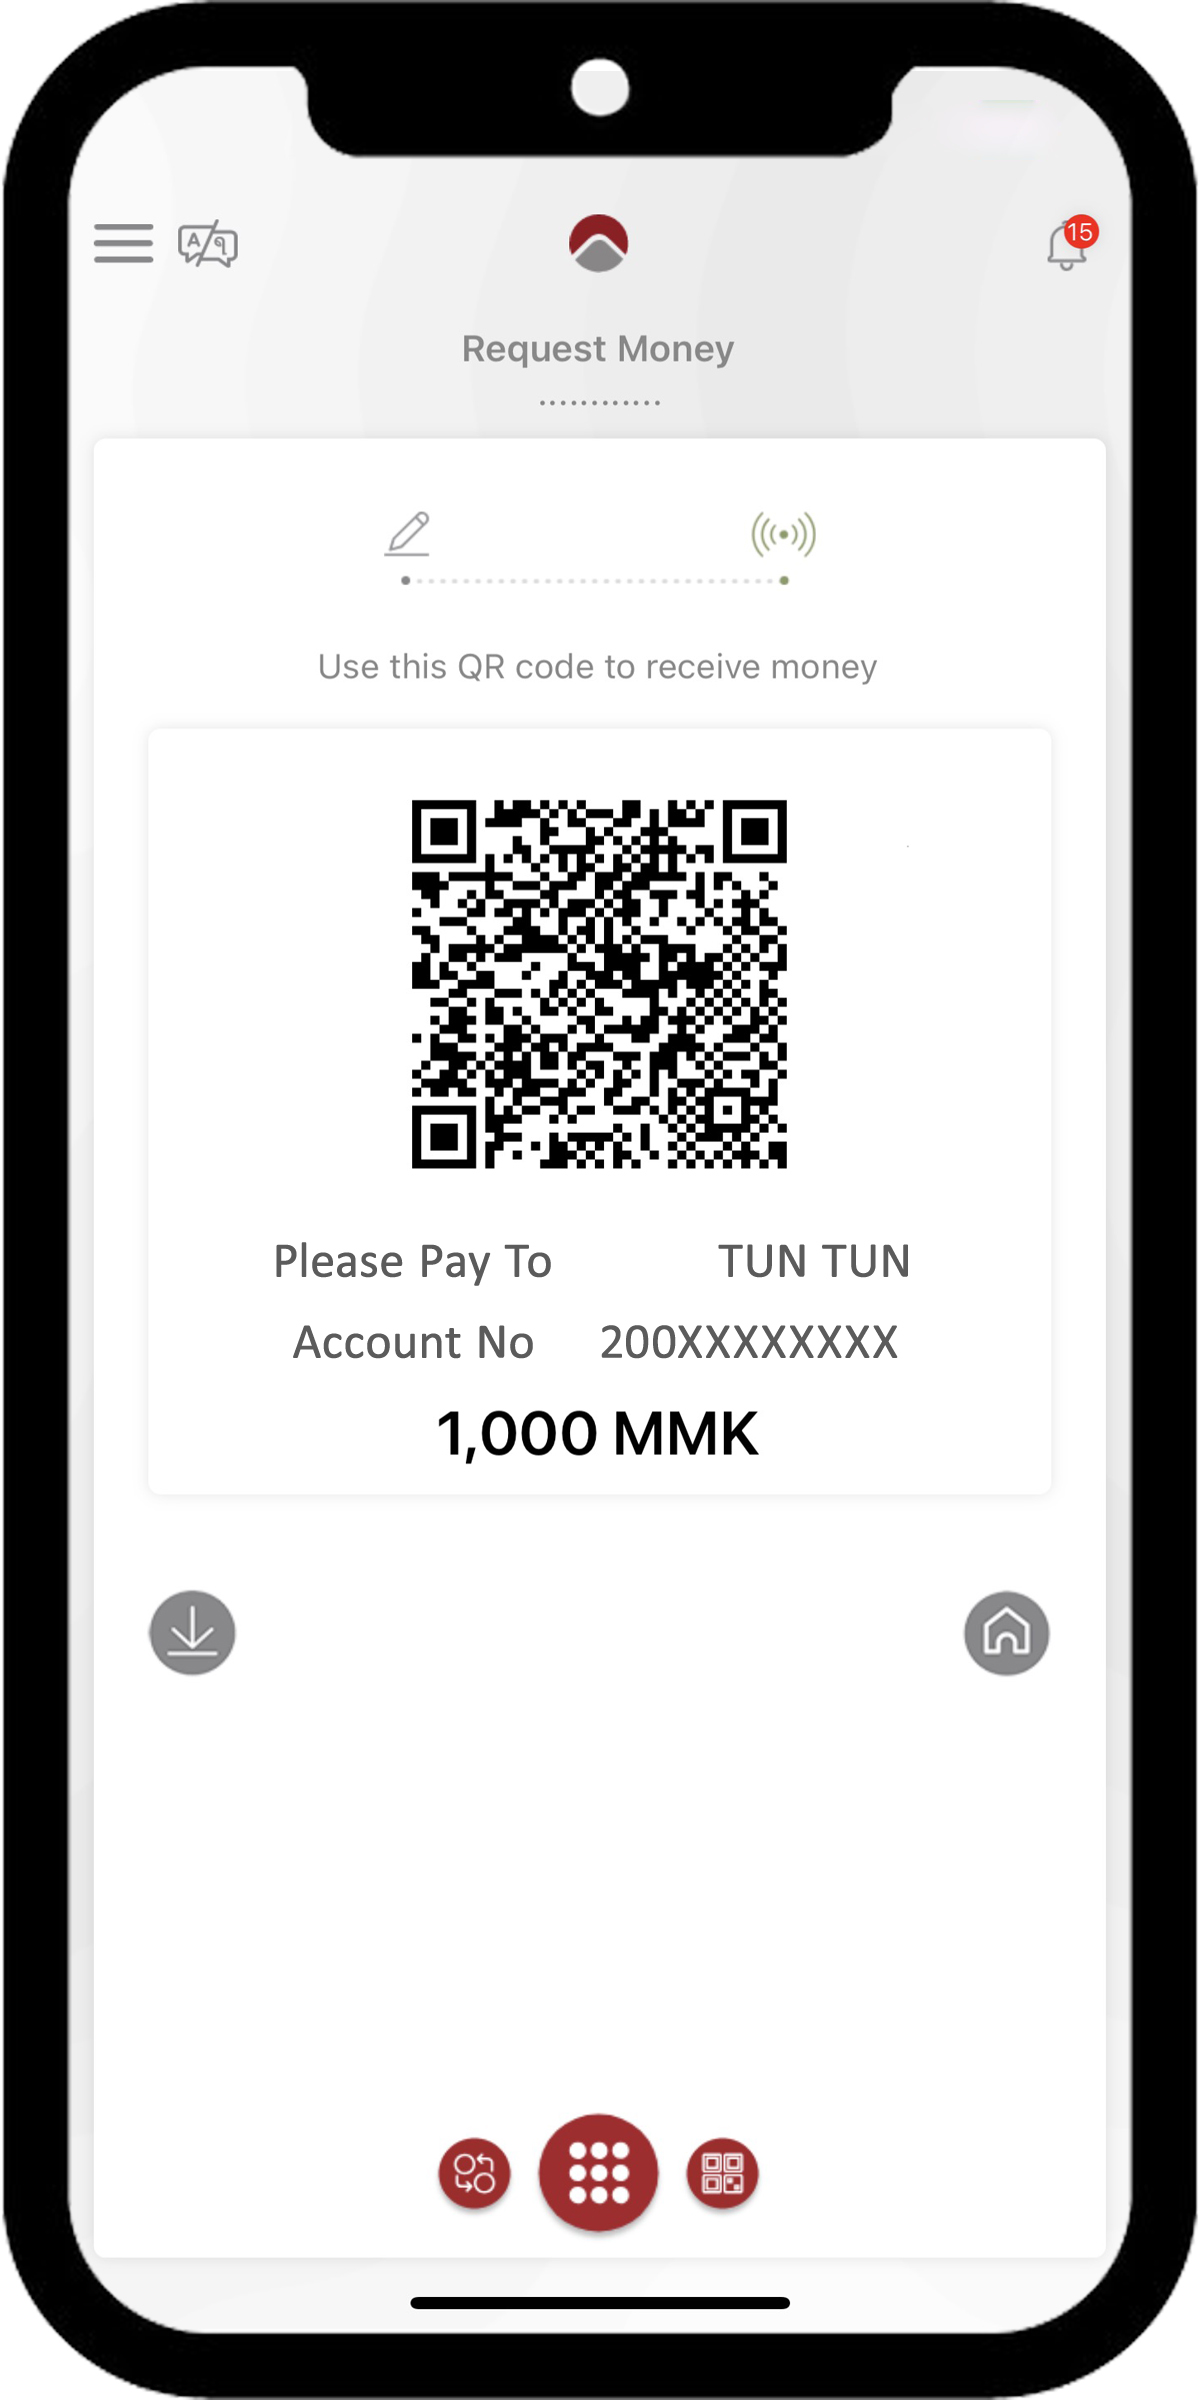 15
Request Money
Use this QR code to receive money
Please Pay To TUN TUN
Account No 200XXXXXXXX
1,000 MMK